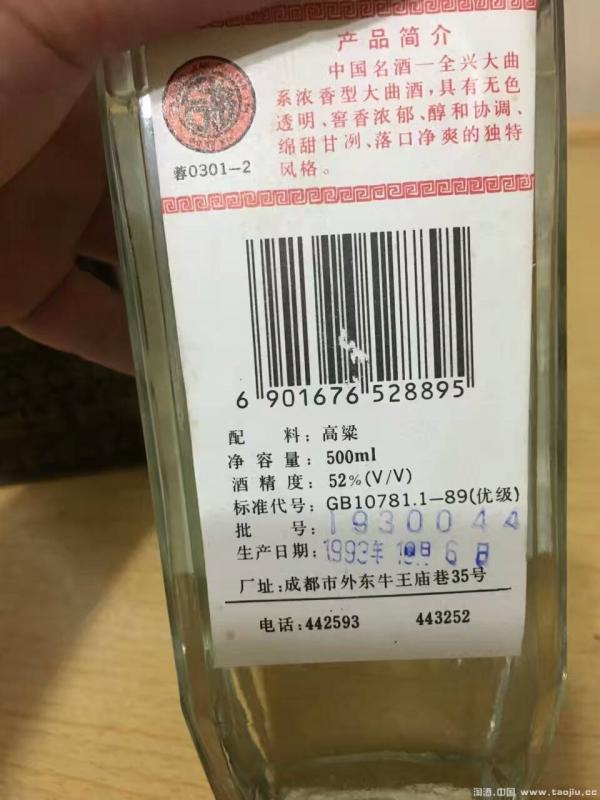 产品简介
中国名酒—全兴大曲
系浓香型大曲酒，具有无色
透明、窖香浓郁、醇和协调、
绵甜甘冽、落口净爽的独特
风格。
蓉0301-2
6 901676 528895
配 料：高粱
净容量：500ml
酒精度：52%(V/V)
标准代号：GB10781.1-89(优级)
批 号：1930044
生产日期：1993年 6日
厂址：成都市外东牛王庙巷35号
电话：442593 443252
淘酒.中国 www.taojiu.cc